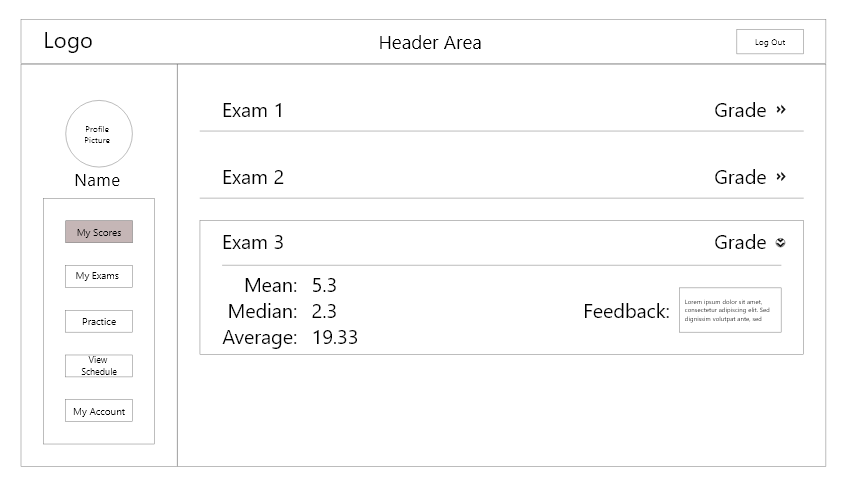 Logo
Header Area
Log Out
Profile
Picture
Name
My Scores
My Exams
Practice
View
Schedule
My Account
Exam 1
Grade
Exam 2
Grade
Exam 3
Grade
Mean: 5.3
Median: 2.3
Average: 19.33
Feedback:
Lorem ipsum dolor sit amet,
consectetur adipiscing elit. Sed
dignissim volutpat ante, sed